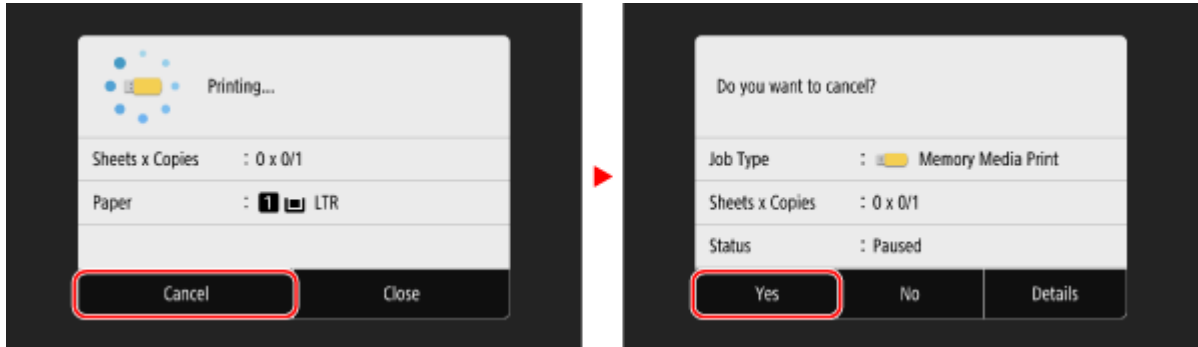 Printing...
Sheets x Copies : 0 x 0/1
Paper : 1 LTR
Cancel Close
Do you want to cancel?
Job Type : Memory Media Print
Sheets x Copies : 0 x 0/1
Status : Paused
Yes No Details